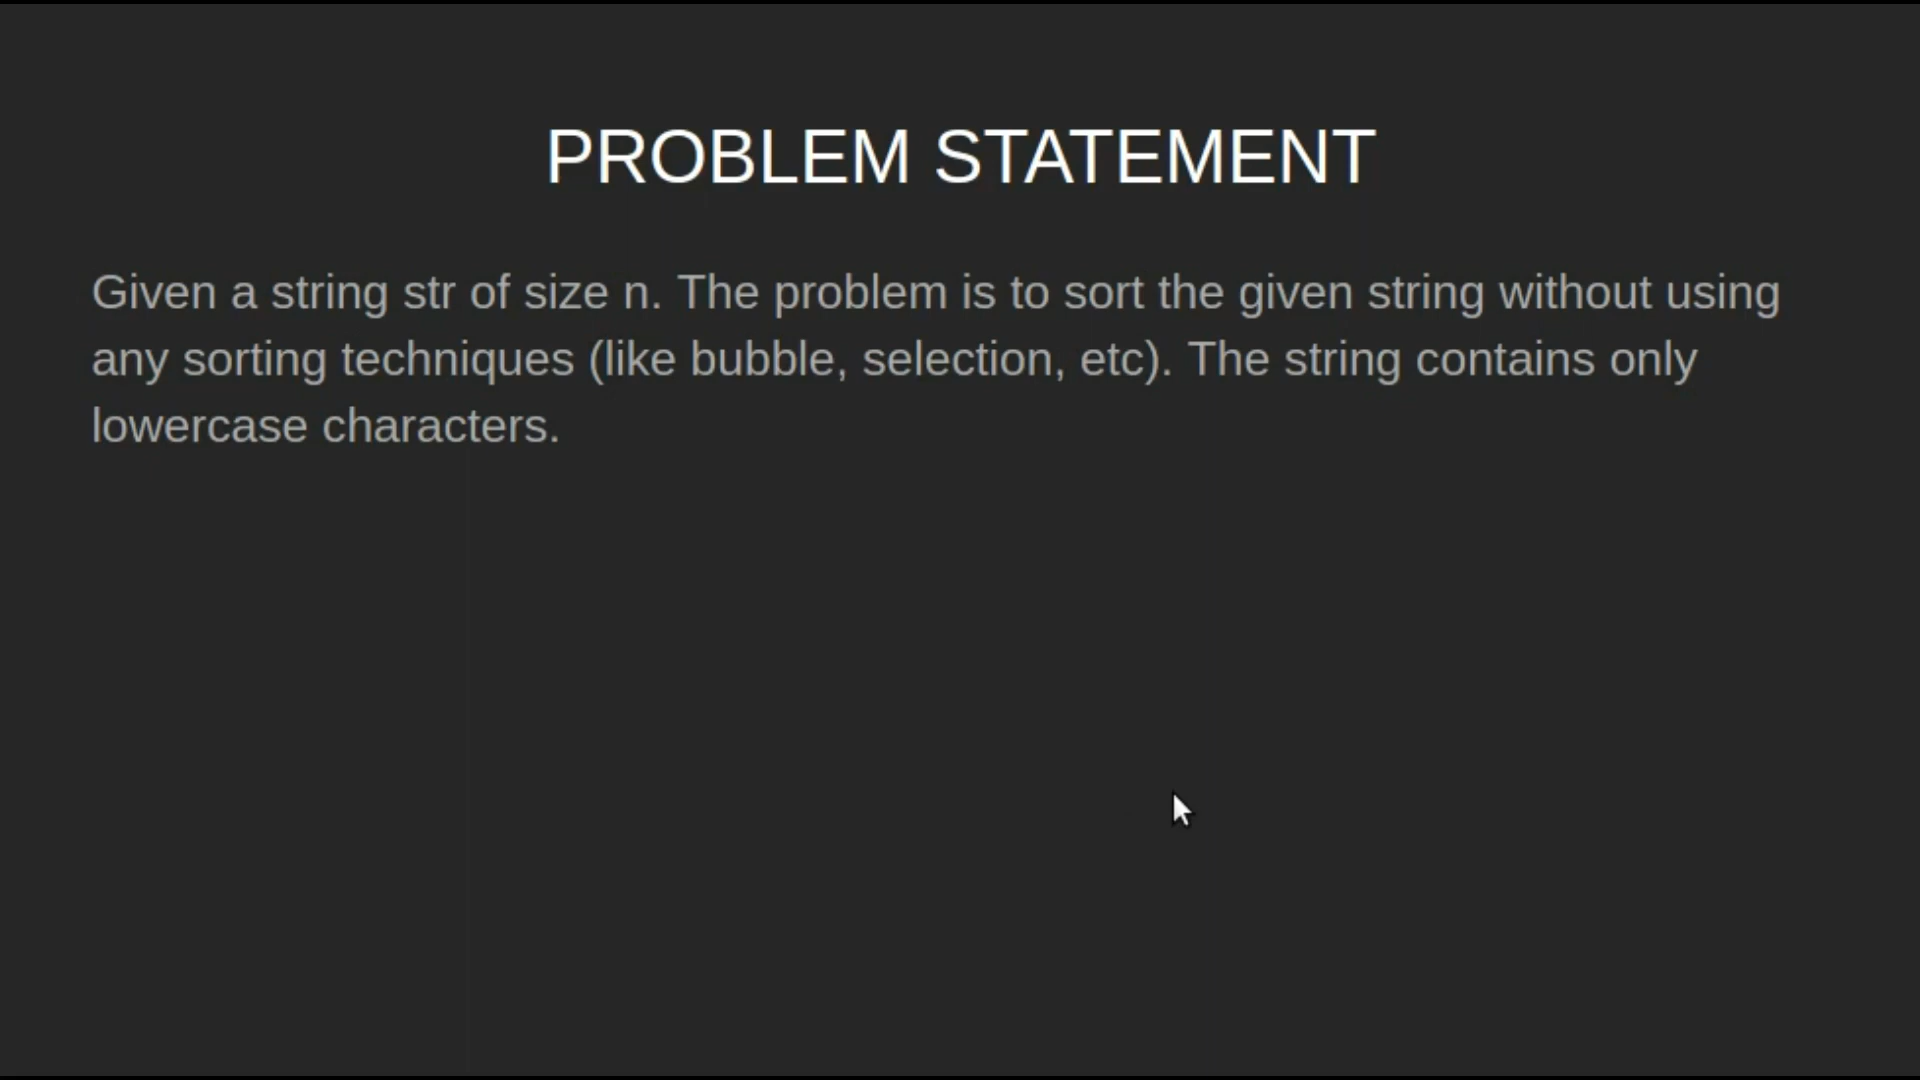 PROBLEM STATEMENT
Given a string str of size n. The problem is to sort the given string without using
any sorting techniques (like bubble, selection, etc). The string contains only
lowercase characters.